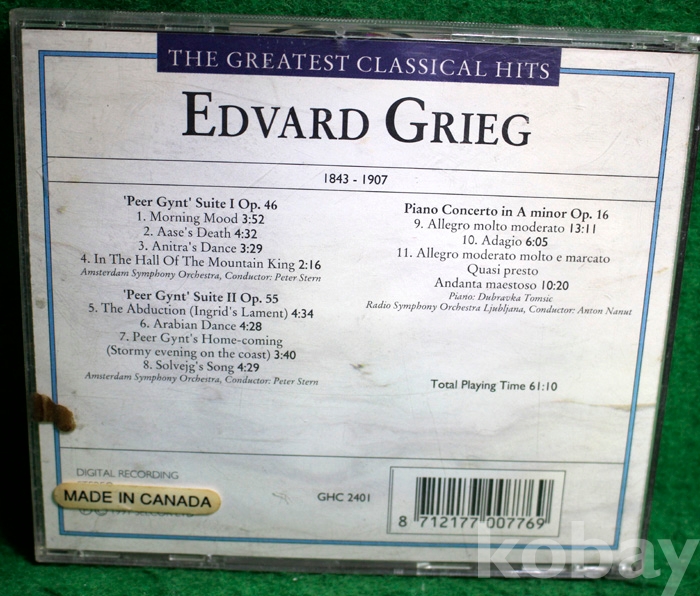 THE GREATEST CLASSICAL HITS
EDVARD GRIEG
1843 - 1907
'Peer Gynt' Suite I Op. 46
1. Morning Mood 3:52
2. Aase's Death 4:32
3. Anitra's Dance 3:29
4. In The Hall Of The Mountain King 2:16
Amsterdam Symphony Orchestra, Conductor: Peter Stern
'Peer Gynt' Suite II Op. 55
5. The Abduction (Ingrid's Lament) 4:34
6. Arabian Dance 4:28
7. Peer Gynt's Home-coming
(Stormy evening on the coast) 3:40
8. Solvejg's Song 4:29
Amsterdam Symphony Orchestra, Conductor: Peter Stern
Piano Concerto in A minor Op. 16
9. Allegro molto moderato 13:11
10. Adagio 6:05
11. Allegro moderato molto e marcato
Quasi presto
Andanta maestoso 10:20
Piano: Dubravka Tomsic
Radio Symphony Orchestra Ljubljana, Conductor: Anton Nanut
Total Playing Time 61:10
DIGITAL RECORDING
MADE IN CANADA
GHC 2401
8 712177 007769
kobay